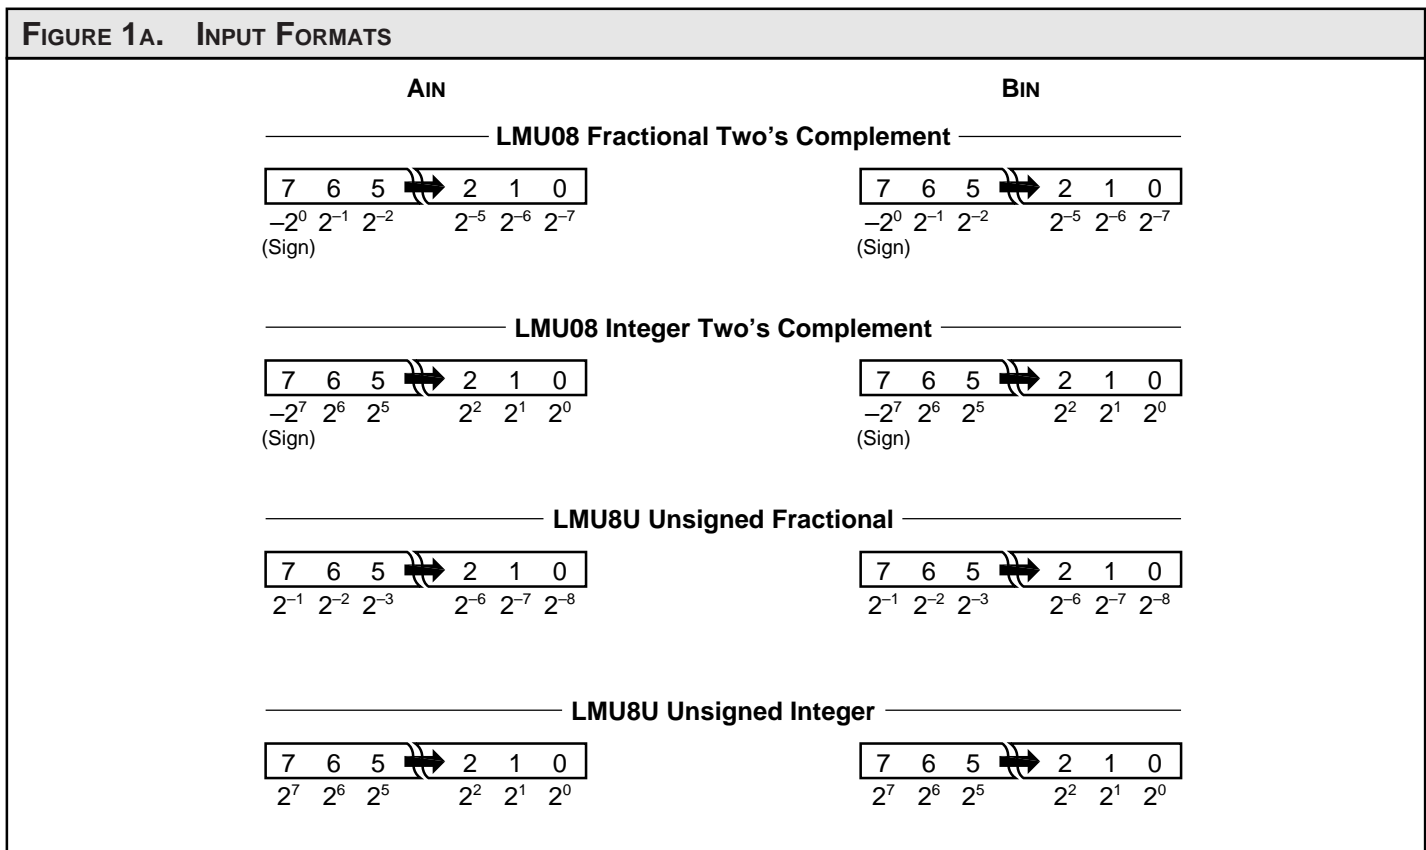 FIGURE 1A. INPUT FORMATS
AIN BIN
LMU08 Fractional Two's Complement
7 6 5 2 1 0 7 6 5 2 1 0
–2⁰ 2⁻¹ 2⁻² 2⁻⁵ 2⁻⁶ 2⁻⁷ –2⁰ 2⁻¹ 2⁻² 2⁻⁵ 2⁻⁶ 2⁻⁷
(Sign) (Sign)
LMU08 Integer Two's Complement
7 6 5 2 1 0 7 6 5 2 1 0
–2⁷ 2⁶ 2⁵ 2² 2¹ 2⁰ –2⁷ 2⁶ 2⁵ 2² 2¹ 2⁰
(Sign) (Sign)
LMU8U Unsigned Fractional
7 6 5 2 1 0 7 6 5 2 1 0
2⁻¹ 2⁻² 2⁻³ 2⁻⁶ 2⁻⁷ 2⁻⁸ 2⁻¹ 2⁻² 2⁻³ 2⁻⁶ 2⁻⁷ 2⁻⁸
LMU8U Unsigned Integer
7 6 5 2 1 0 7 6 5 2 1 0
2⁷ 2⁶ 2⁵ 2² 2¹ 2⁰ 2⁷ 2⁶ 2⁵ 2² 2¹ 2⁰